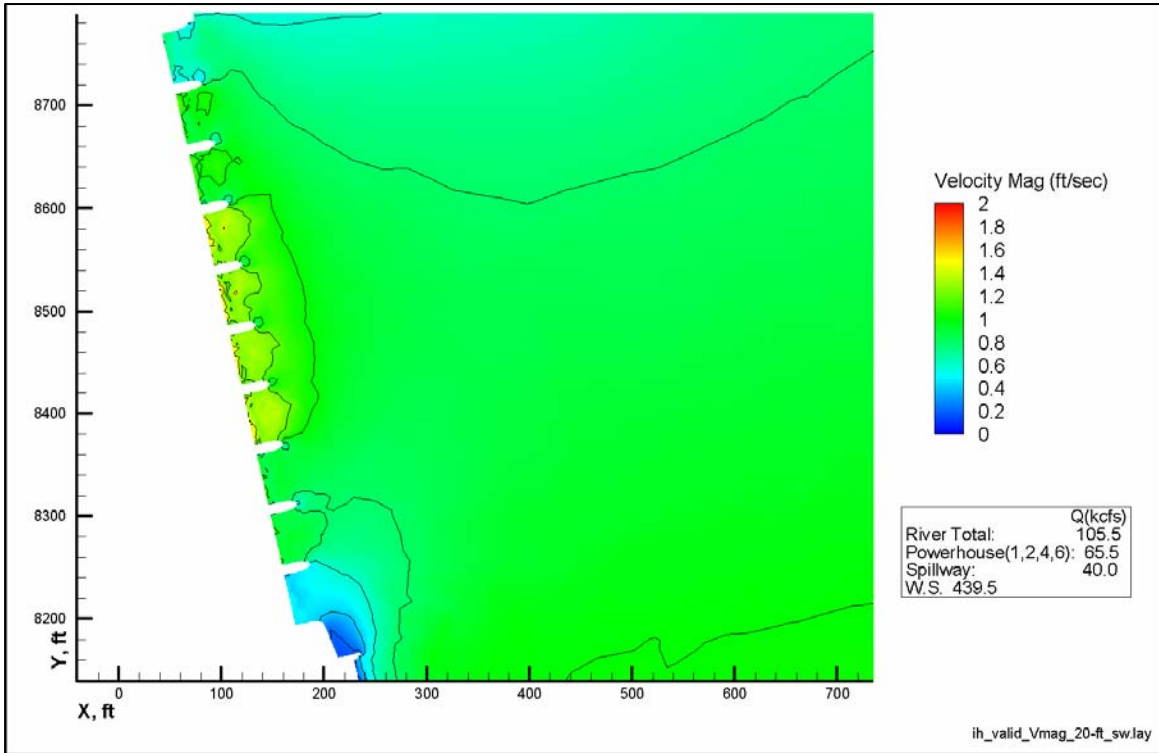 8700
8600
8500
8400
8300
8200
Y, ft
0
100
200
300
400
500
600
700
X, ft
Velocity Mag (ft/sec)
2
1.8
1.6
1.4
1.2
1
0.8
0.6
0.4
0.2
0
Q(kcfs)
River Total: 105.5
Powerhouse(1,2,4,6): 65.5
Spillway: 40.0
W.S. 439.5
ih_valid_Vmag_20-ft_sw.lay